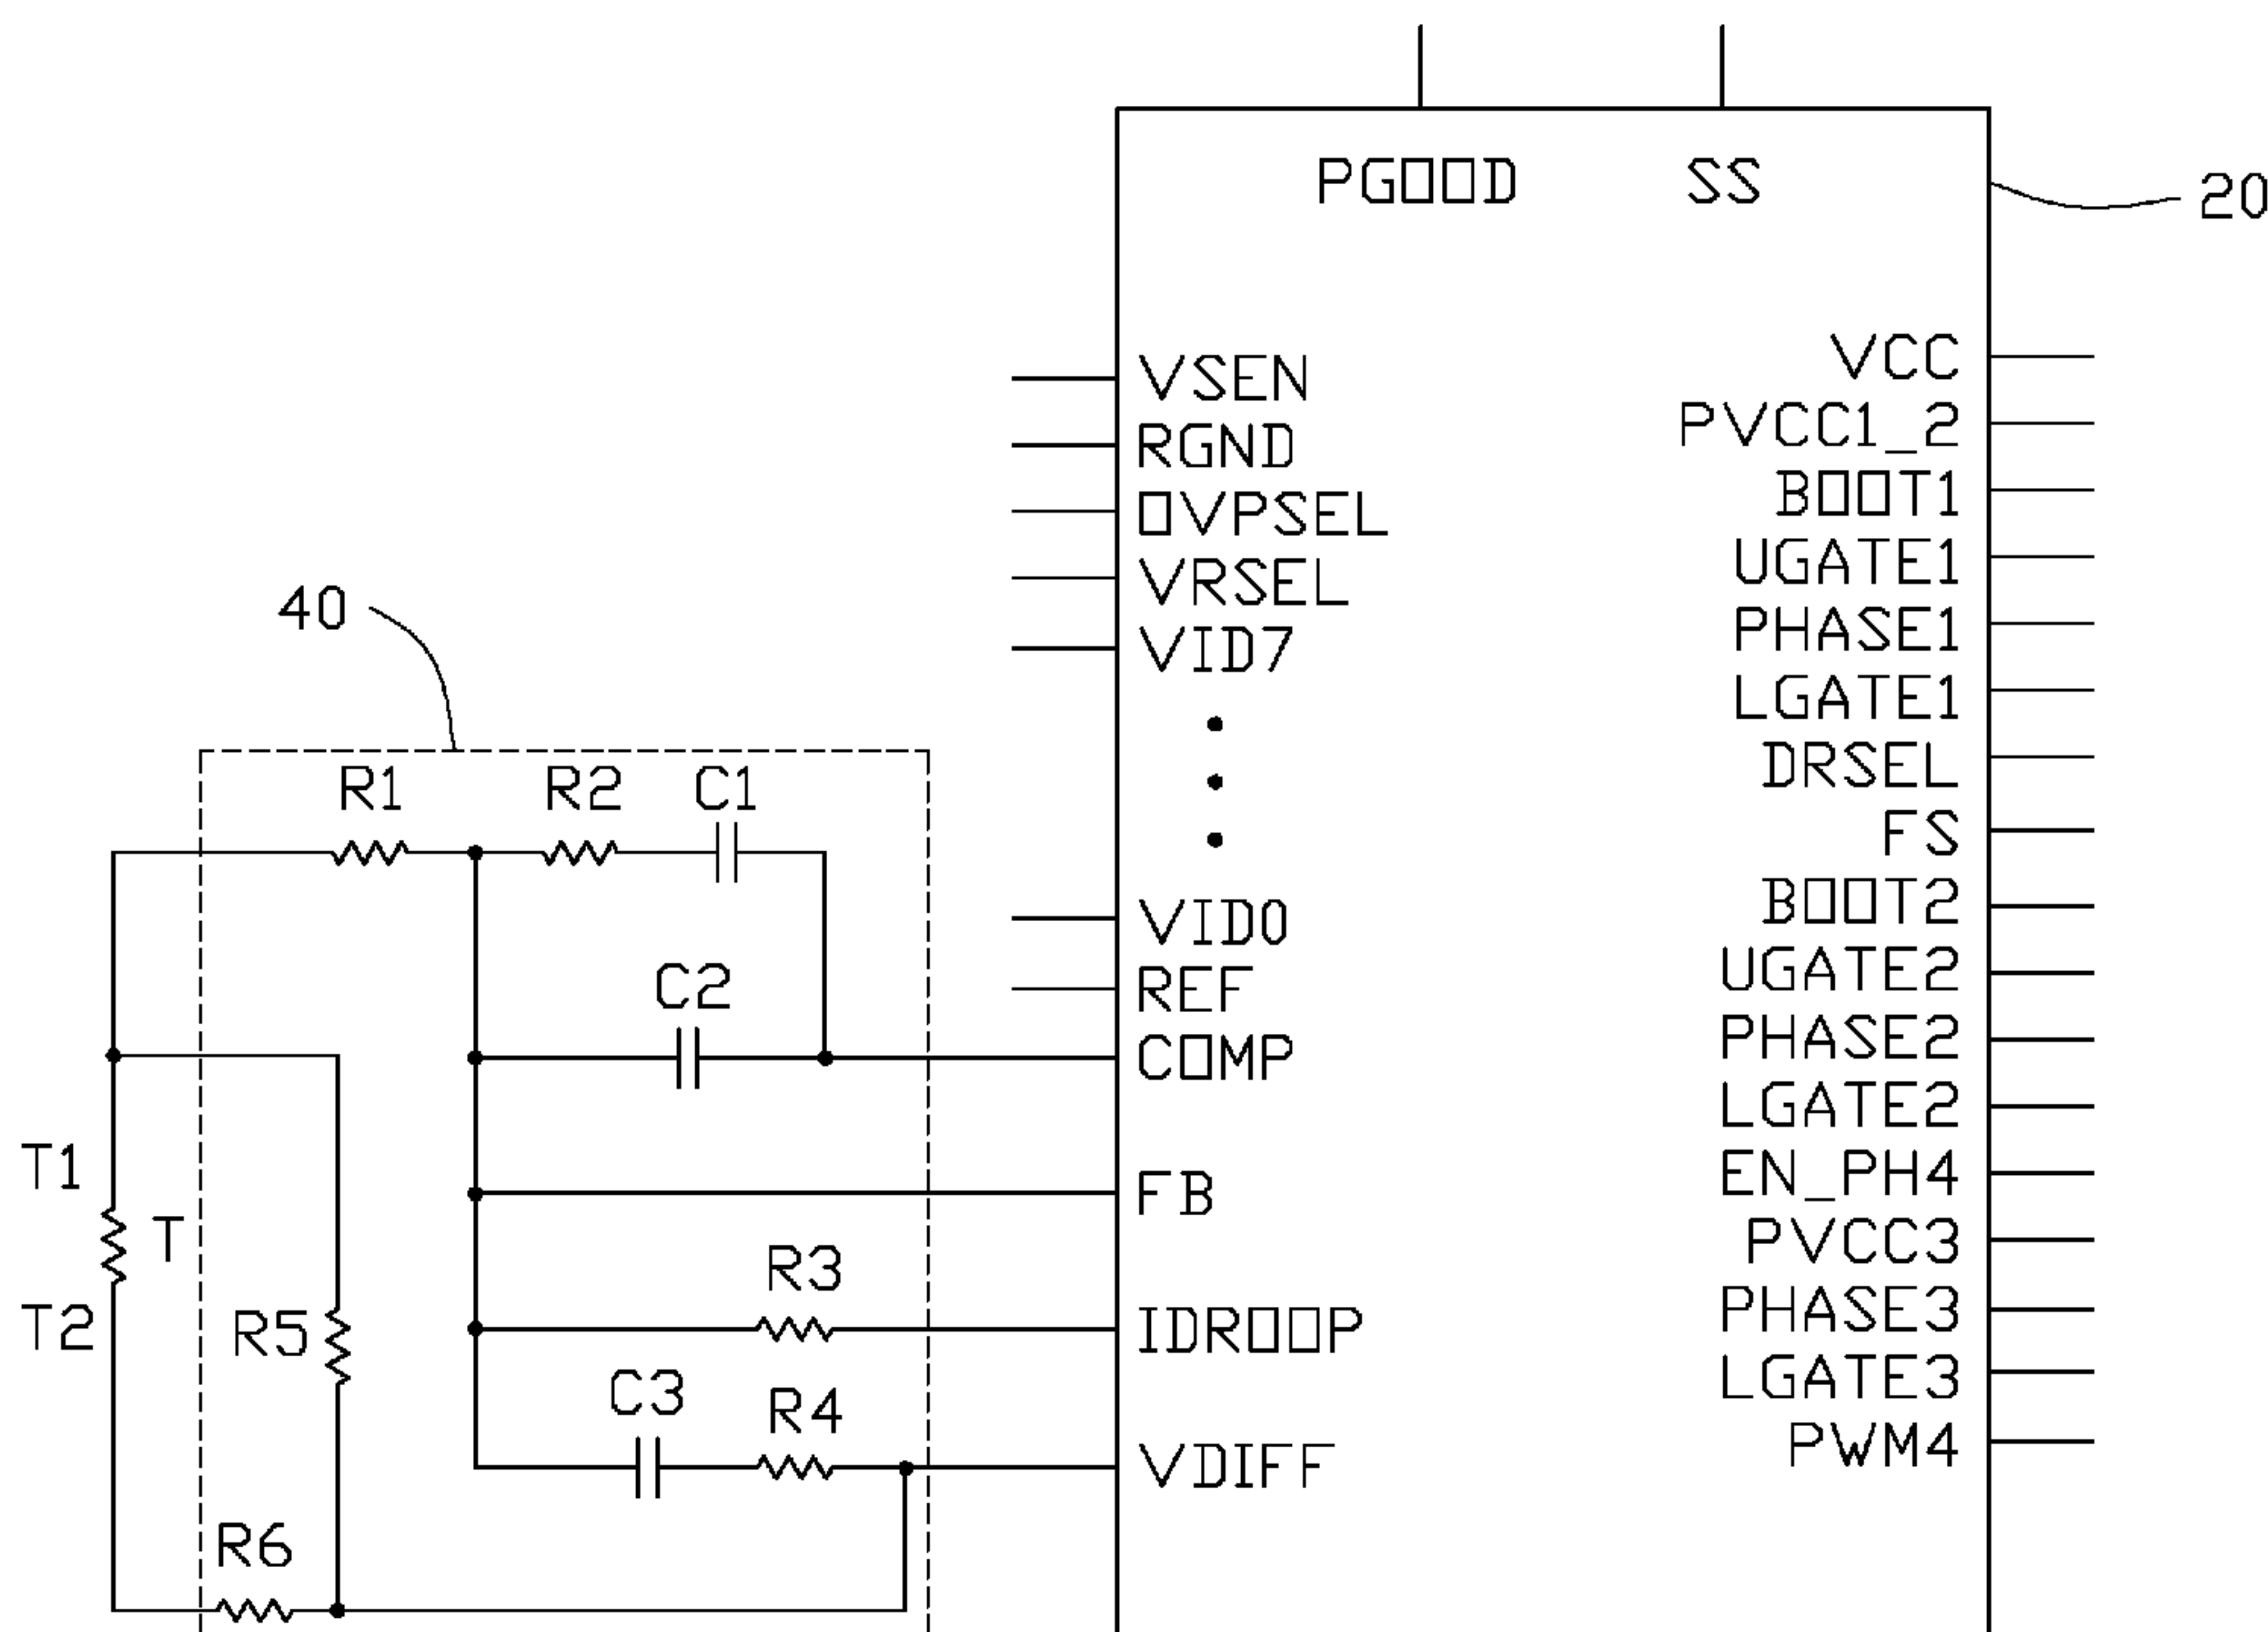 PGOOD SS
20
VSEN
RGND
OVPSEL
VRSEL
VID7
VID0
REF
COMP
FB
IDROOP
VDIFF
VCC
PVCC1_2
BOOT1
UGATE1
PHASE1
LGATE1
DRSEL
FS
BOOT2
UGATE2
PHASE2
LGATE2
EN_PH4
PVCC3
PHASE3
LGATE3
PWM4
40
R1 R2 C1
C2
T1
T
T2
R5
R3
C3 R4
R6